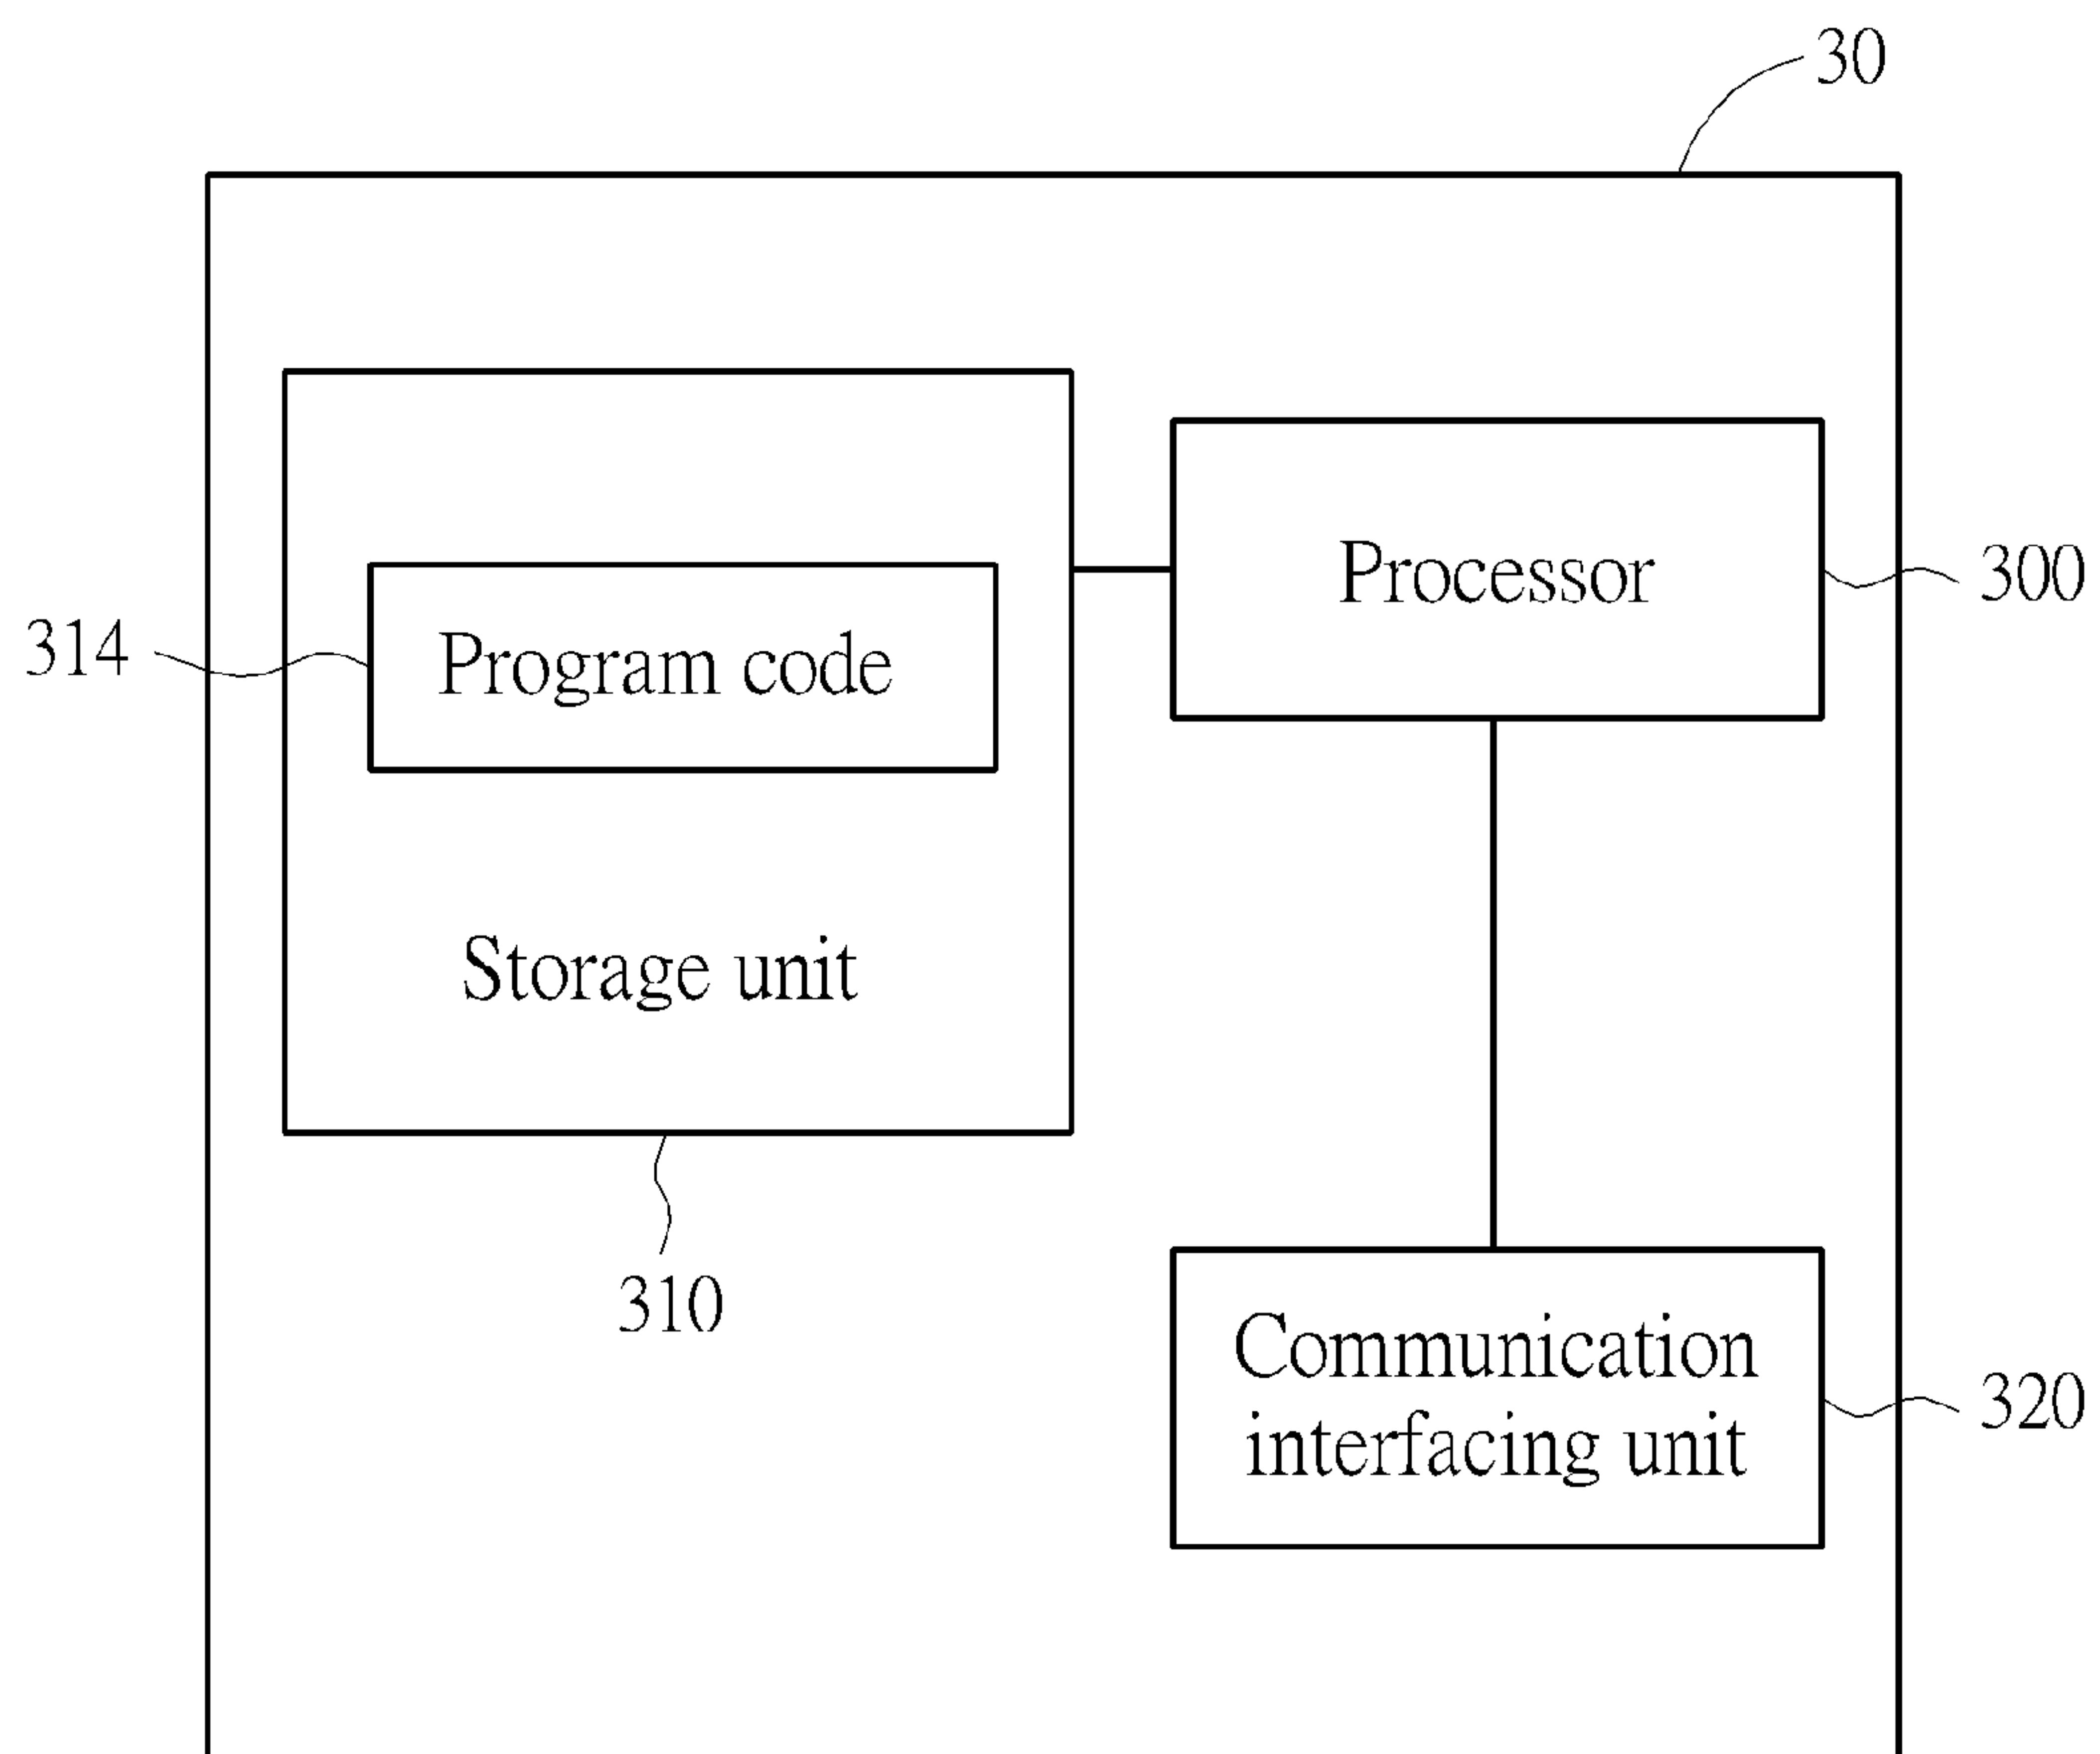 30
Processor
300
314
Program code
Storage unit
310
Communication
interfacing unit
320